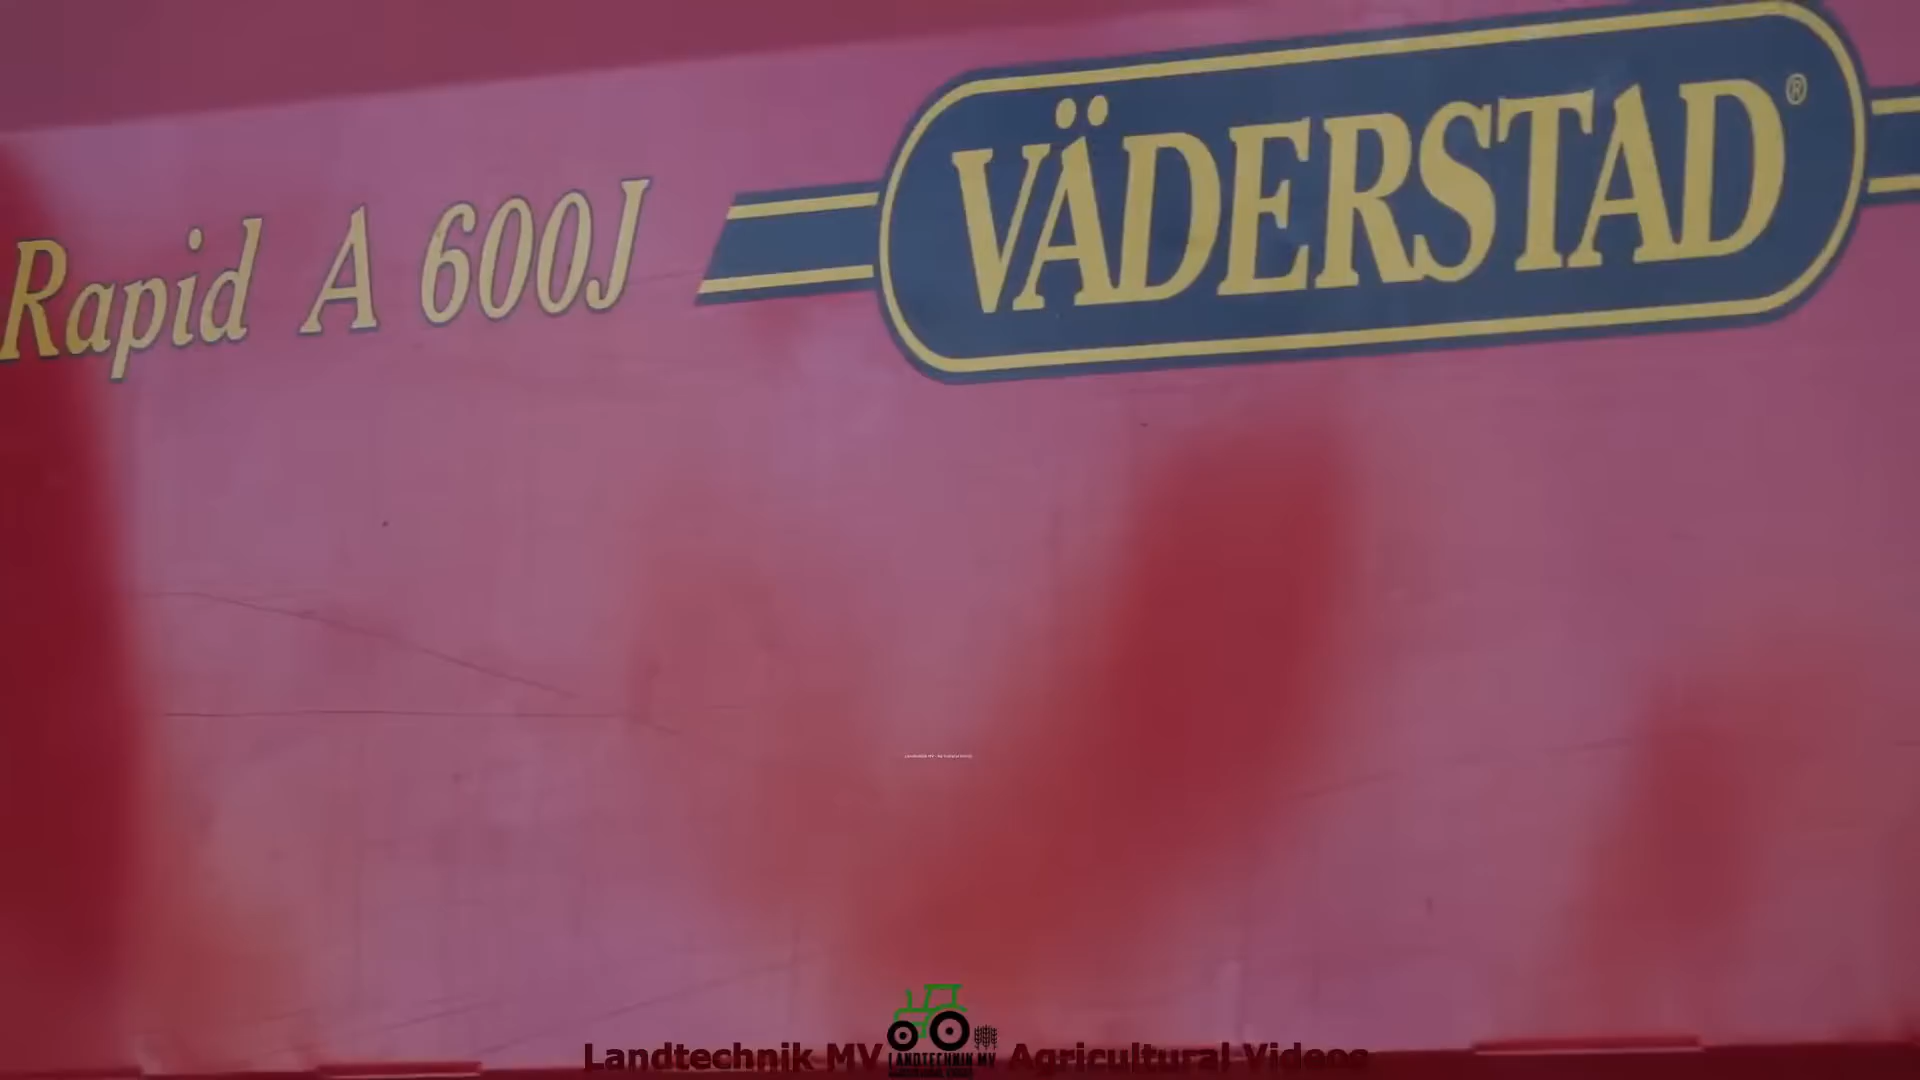 Rapid A 600J
VÄDERSTAD®
Landtechnik MV Agricultural Videos
LANDTECHNIK MV